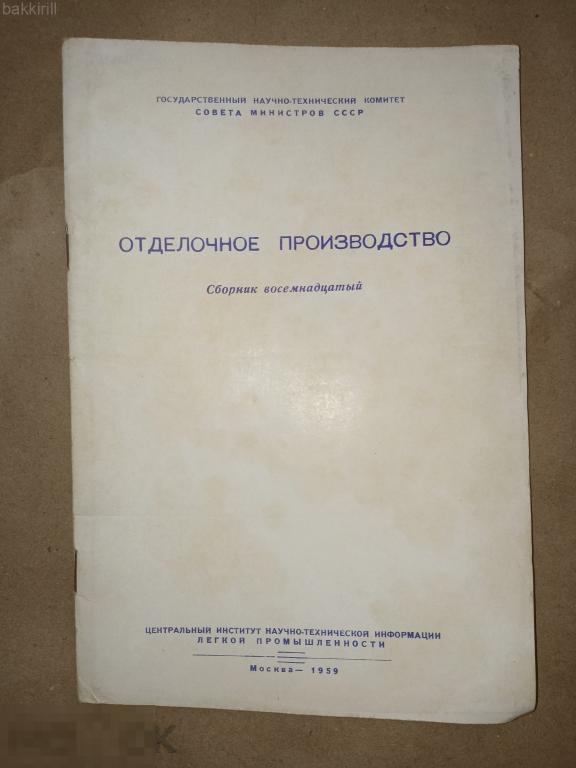 bakkirill
ГОСУДАРСТВЕННЫЙ НАУЧНО-ТЕХНИЧЕСКИЙ КОМИТЕТ
СОВЕТА МИНИСТРОВ СССР
ОТДЕЛОЧНОЕ ПРОИЗВОДСТВО
Сборник восемнадцатый
ЦЕНТРАЛЬНЫЙ ИНСТИТУТ НАУЧНО-ТЕХНИЧЕСКОЙ ИНФОРМАЦИИ
ЛЕГКОЙ ПРОМЫШЛЕННОСТИ
Москва — 1959